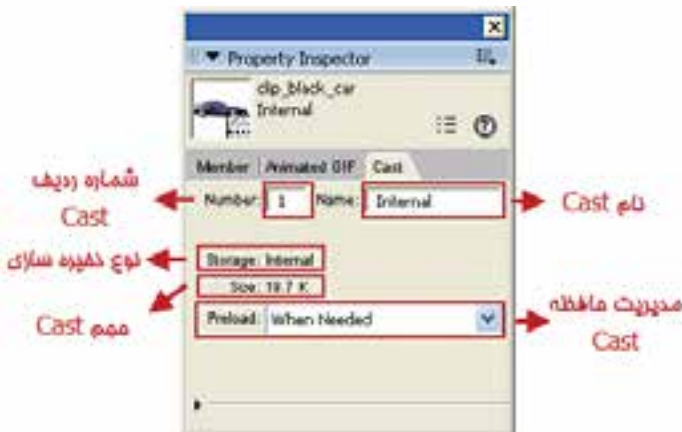 Property Inspector
clip_black_car
Internal
Member Animated GIF Cast
شماره ردیف
Cast
Number: 1 Name: Internal
نام Cast
نوع ذخیره سازی
Storage: Internal
Size: 19.7 K
حجم Cast
Preload: When Needed
مدیریت حافظه
Cast